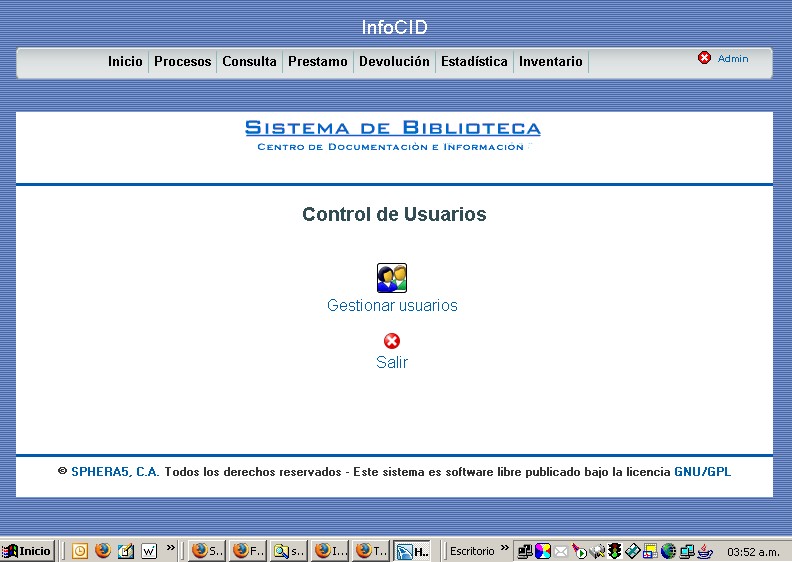 InfoCID
Inicio Procesos Consulta Prestamo Devolución Estadística Inventario Admin
SISTEMA DE BIBLIOTECA
CENTRO DE DOCUMENTACIÓN E INFORMACIÓN
Control de Usuarios
Gestionar usuarios
Salir
© SPHERA5, C.A. Todos los derechos reservados - Este sistema es software libre publicado bajo la licencia GNU/GPL
Inicio W » S.. F.. s.. I... T.. H.. Escritorio » 03:52 a.m.